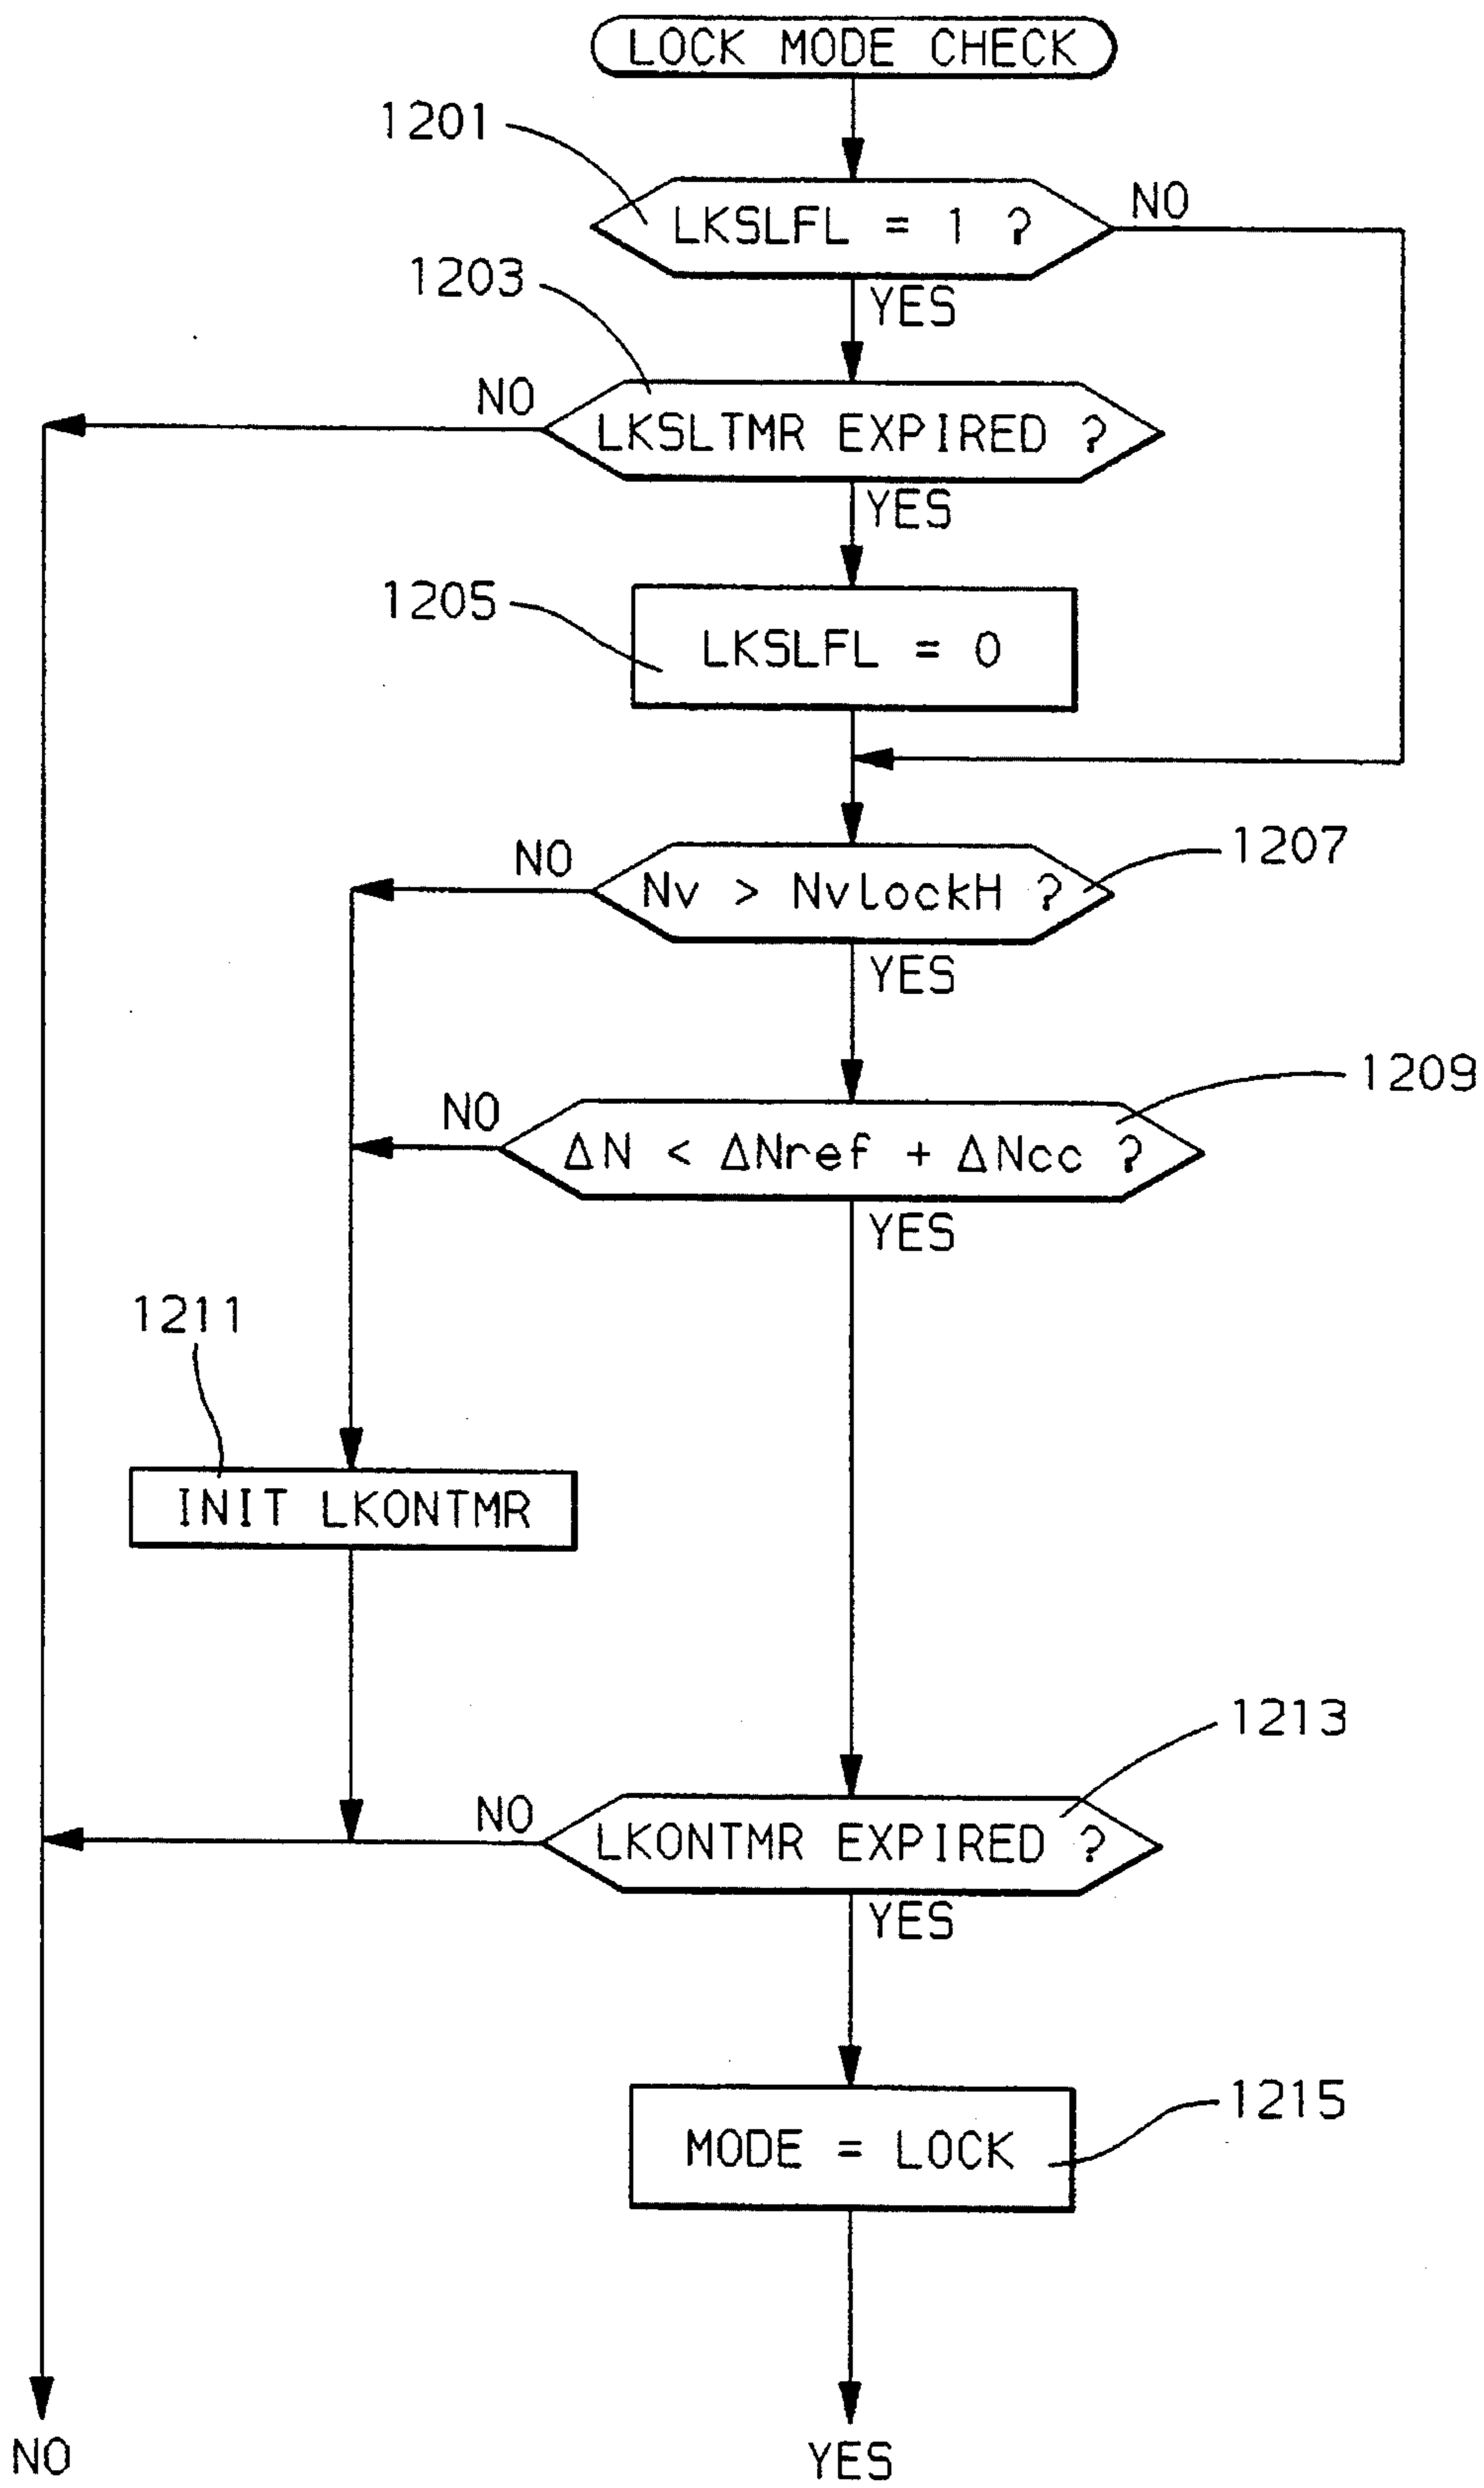 LOCK MODE CHECK
1201
LKSLFL = 1 ?
NO
YES
1203
NO
LKSLTMR EXPIRED ?
YES
1205
LKSLFL = 0
NO
Nv > NvlockH ?
1207
YES
NO
ΔN < ΔNref + ΔNcc ?
1209
YES
1211
INIT LKONTMR
1213
NO
LKONTMR EXPIRED ?
YES
MODE = LOCK
1215
NO
YES